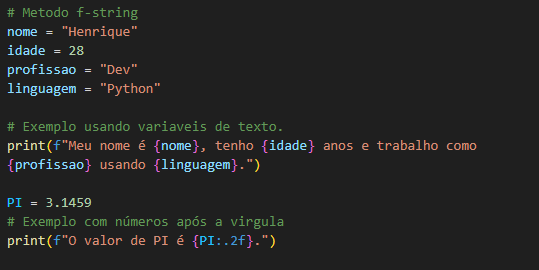 # Metodo f-string
nome = "Henrique"
idade = 28
profissao = "Dev"
linguagem = "Python"
# Exemplo usando variaveis de texto.
print(f"Meu nome é {nome}, tenho {idade} anos e trabalho como
{profissao} usando {linguagem}.")
PI = 3.1459
# Exemplo com números após a virgula
print(f"O valor de PI é {PI:.2f}.")